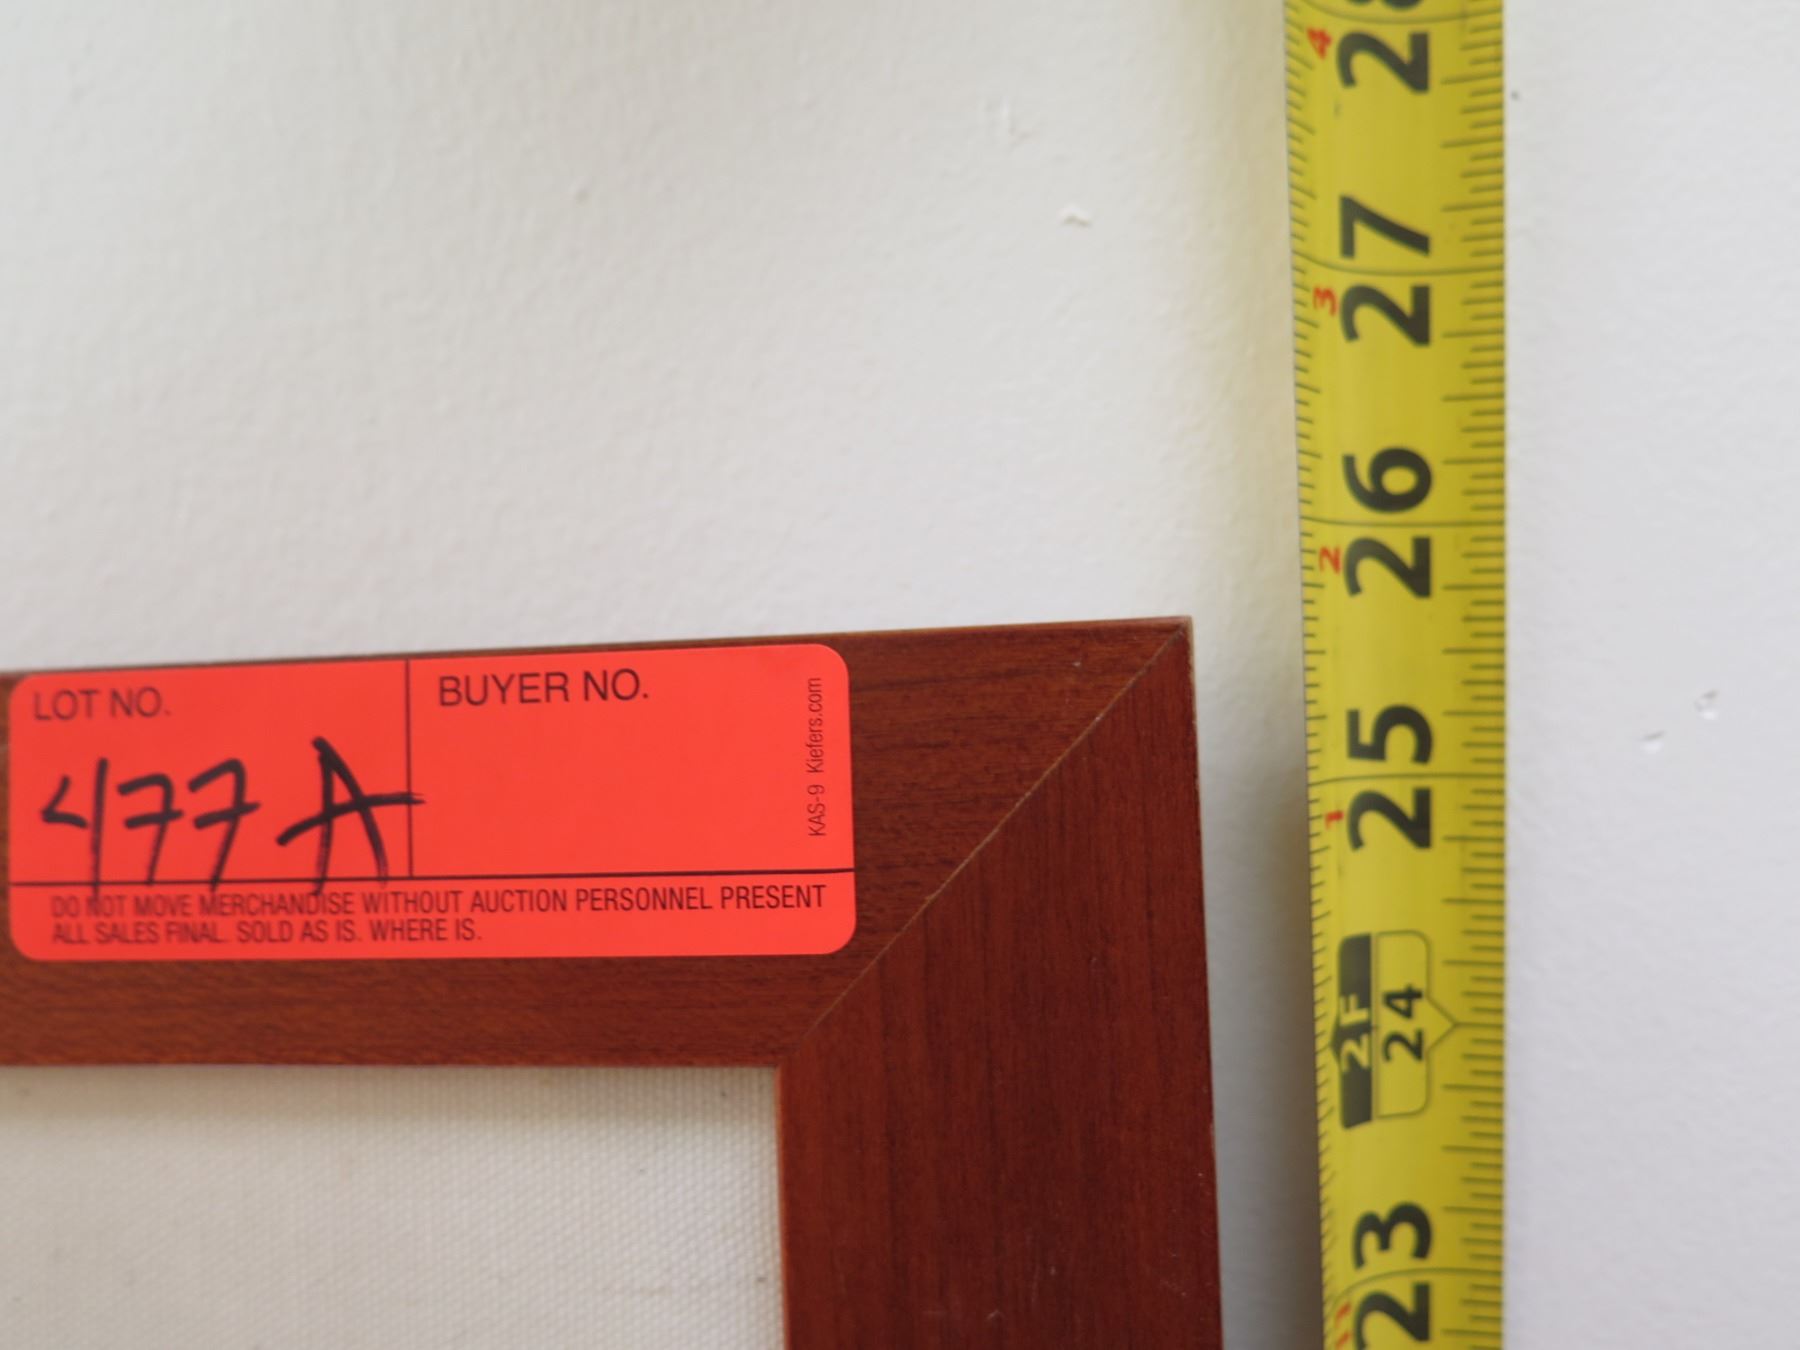 LOT NO.
477A
BUYER NO.
KAS-9 Kiefers.com
DO NOT MOVE MERCHANDISE WITHOUT AUCTION PERSONNEL PRESENT
ALL SALES FINAL. SOLD AS IS. WHERE IS.
4
28
27
3
27
26
2
26
25
1
25
2F
24
23
23